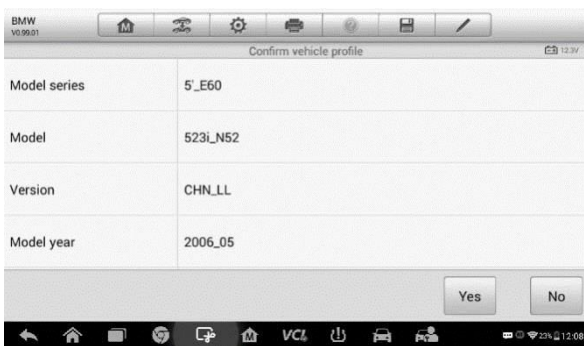 BMW
V0.99.01
Confirm vehicle profile
12.3V
Model series 5'_E60
Model 523i_N52
Version CHN_LL
Model year 2006_05
Yes No
VCI 23% 12:08